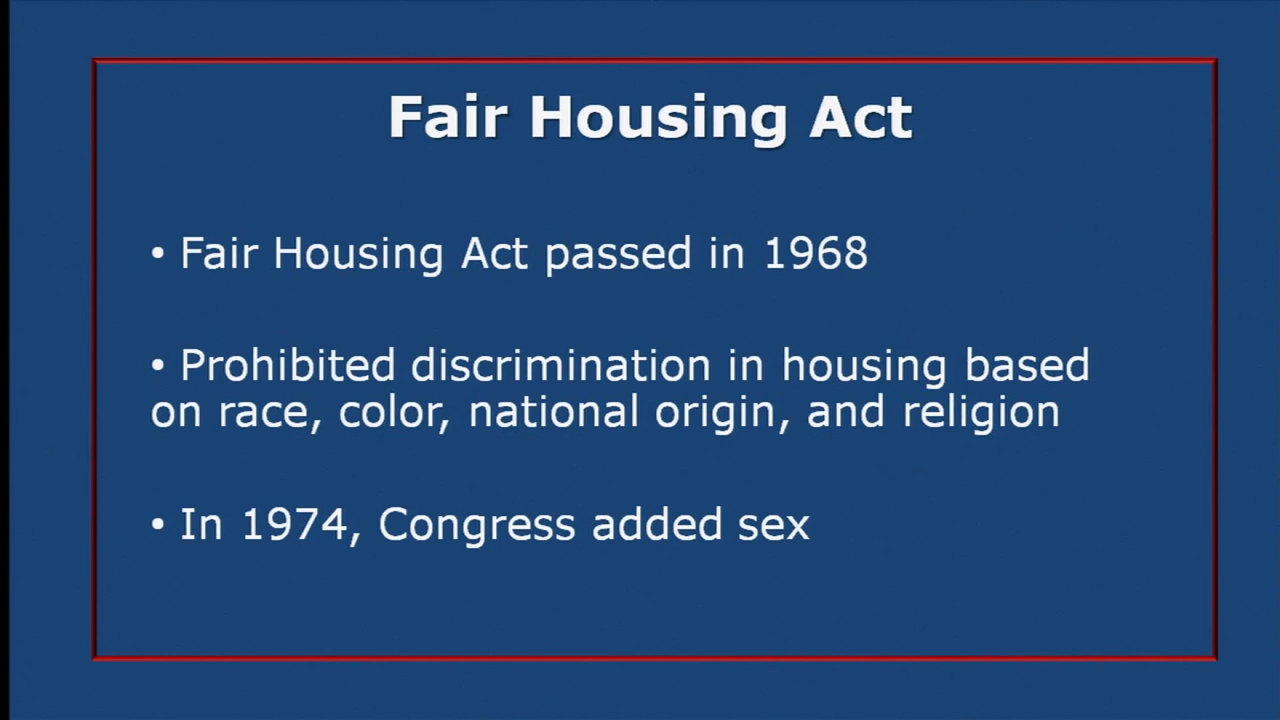 Fair Housing Act
• Fair Housing Act passed in 1968
• Prohibited discrimination in housing based
on race, color, national origin, and religion
• In 1974, Congress added sex